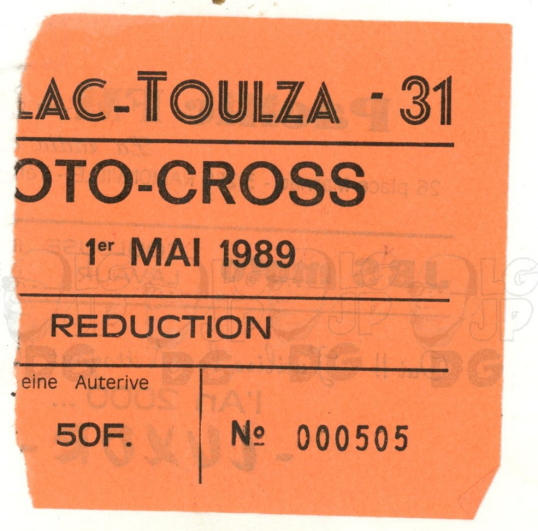 LAC-TOULZA - 31
OTO-CROSS
1er MAI 1989
REDUCTION
eine Auterive
50F.
Nº 000505